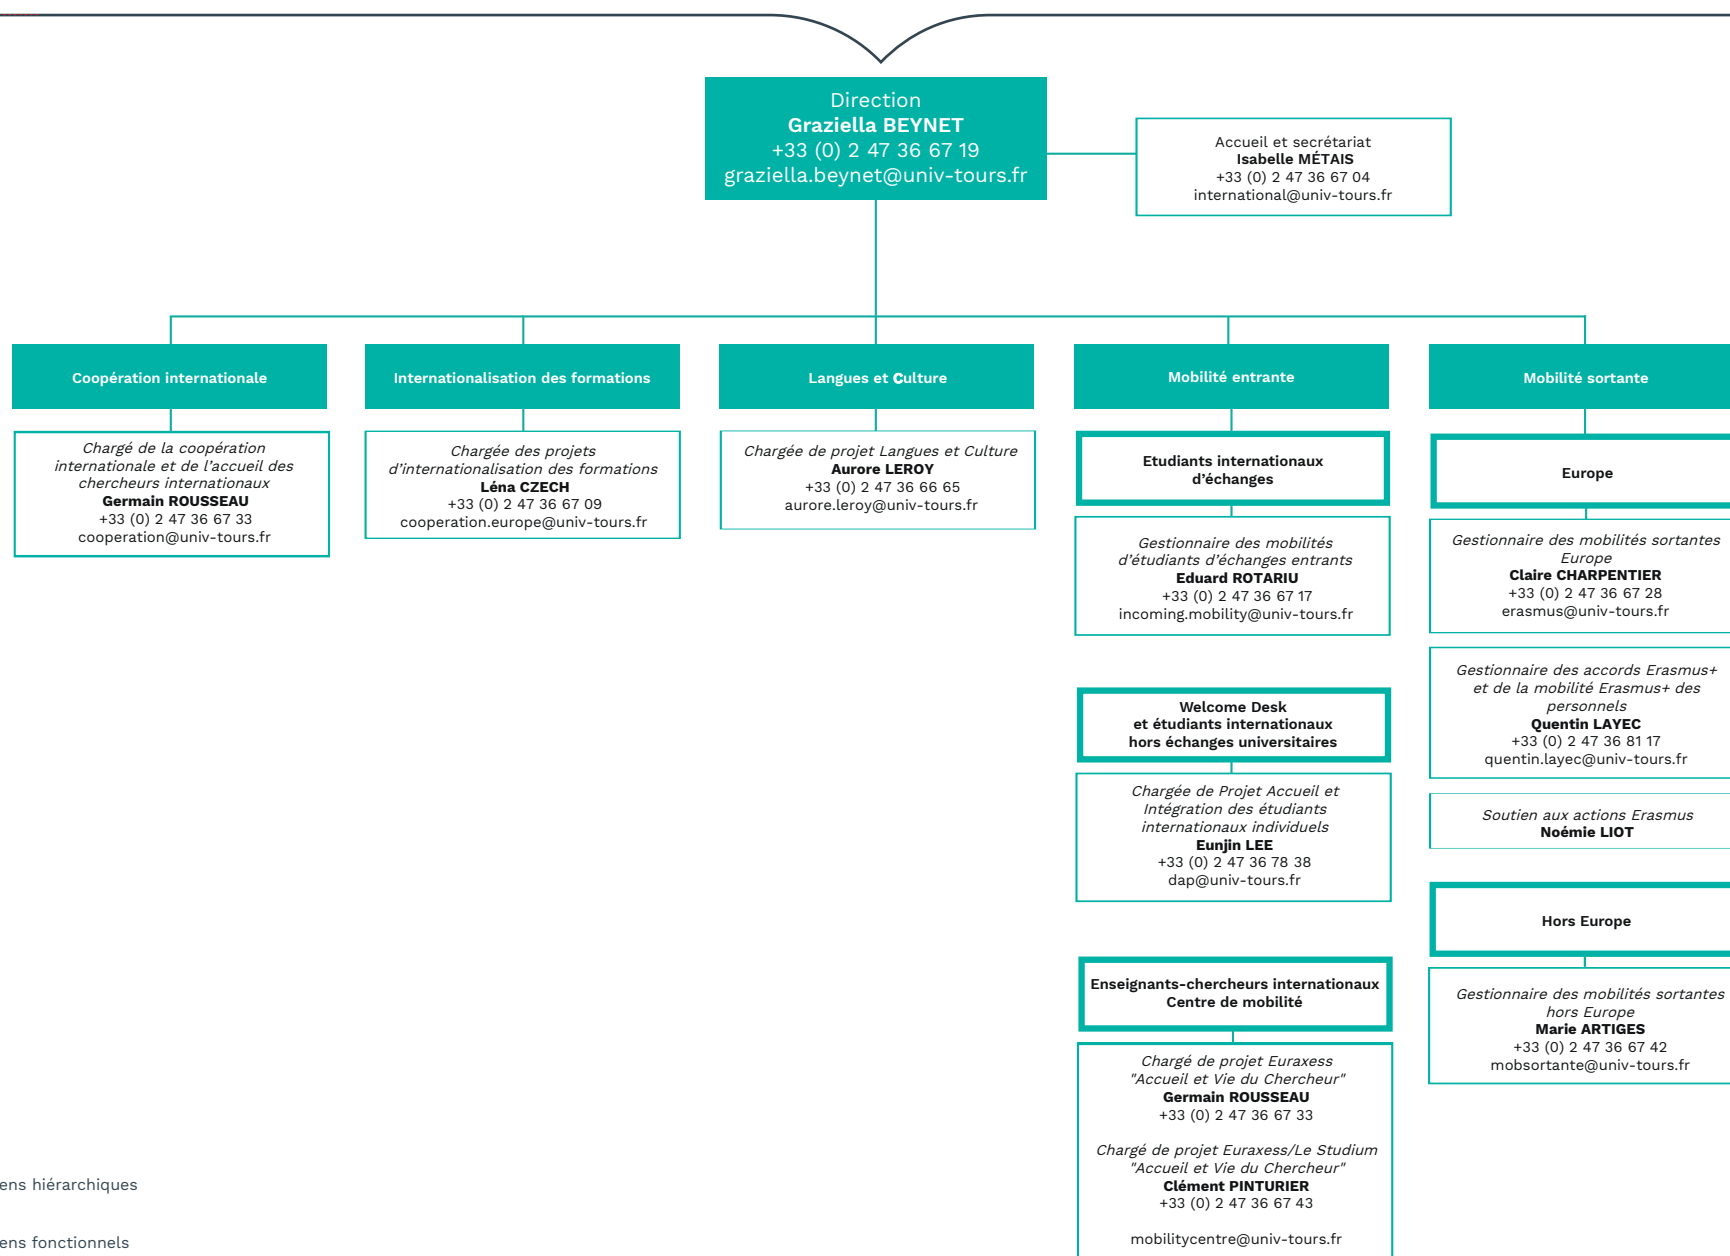 Direction
Graziella BEYNET
+33 (0) 2 47 36 67 19
graziella.beynet@univ-tours.fr
Accueil et secrétariat
Isabelle MÉTAIS
+33 (0) 2 47 36 67 04
international@univ-tours.fr
Coopération internationale
Chargé de la coopération
internationale et de l'accueil des
chercheurs internationaux
Germain ROUSSEAU
+33 (0) 2 47 36 67 33
cooperation@univ-tours.fr
Internationalisation des formations
Chargée des projets
d'internationalisation des formations
Léna CZECH
+33 (0) 2 47 36 67 09
cooperation.europe@univ-tours.fr
Langues et Culture
Chargée de projet Langues et Culture
Aurore LEROY
+33 (0) 2 47 36 66 65
aurore.leroy@univ-tours.fr
Mobilité entrante
Etudiants internationaux
d'échanges
Gestionnaire des mobilités
d'étudiants d'échanges entrants
Eduard ROTARIU
+33 (0) 2 47 36 67 17
incoming.mobility@univ-tours.fr
Welcome Desk
et étudiants internationaux
hors échanges universitaires
Chargée de Projet Accueil et
Intégration des étudiants
internationaux individuels
Eunjin LEE
+33 (0) 2 47 36 78 38
dap@univ-tours.fr
Enseignants-chercheurs internationaux
Centre de mobilité
Chargé de projet Euraxess
"Accueil et Vie du Chercheur"
Germain ROUSSEAU
+33 (0) 2 47 36 67 33
Chargé de projet Euraxess/Le Studium
"Accueil et Vie du Chercheur"
Clément PINTURIER
+33 (0) 2 47 36 67 43
mobilitycentre@univ-tours.fr
Mobilité sortante
Europe
Gestionnaire des mobilités sortantes
Europe
Claire CHARPENTIER
+33 (0) 2 47 36 67 28
erasmus@univ-tours.fr
Gestionnaire des accords Erasmus+
et de la mobilité Erasmus+ des
personnels
Quentin LAYEC
+33 (0) 2 47 36 81 17
quentin.layec@univ-tours.fr
Soutien aux actions Erasmus
Noémie LIOT
Hors Europe
Gestionnaire des mobilités sortantes
hors Europe
Marie ARTIGES
+33 (0) 2 47 36 67 42
mobsortante@univ-tours.fr
ens hiérarchiques
ens fonctionnels